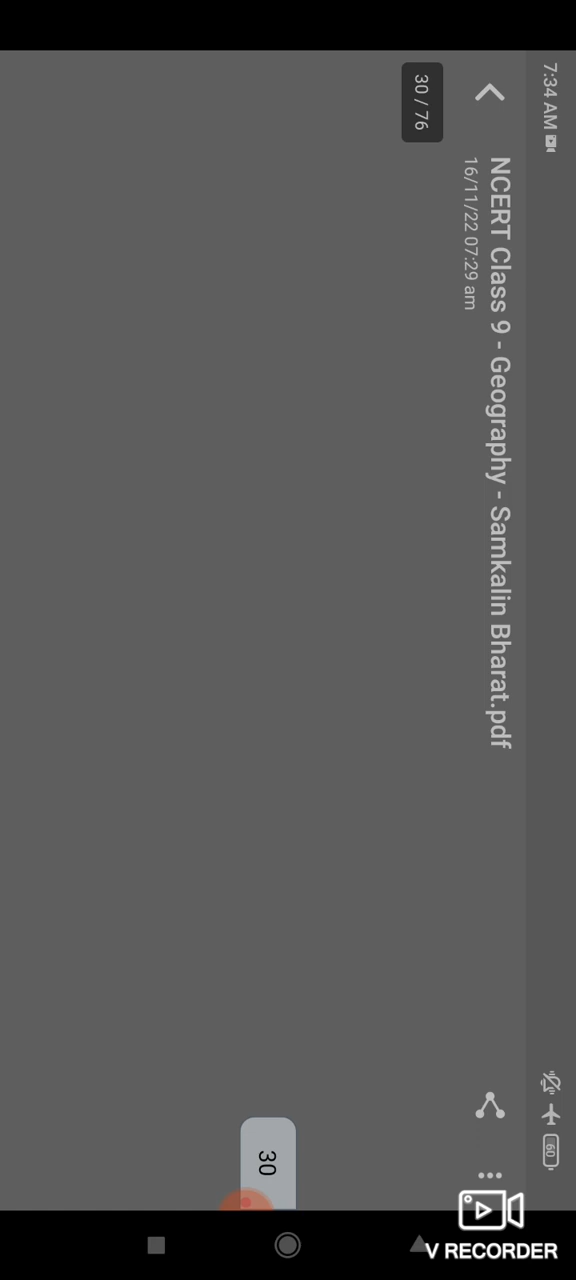 7:34 AM
60
NCERT Class 9 - Geography - Samkalin Bharat.pdf
16/11/22 07:29 am
30 / 76
30
V RECORDER